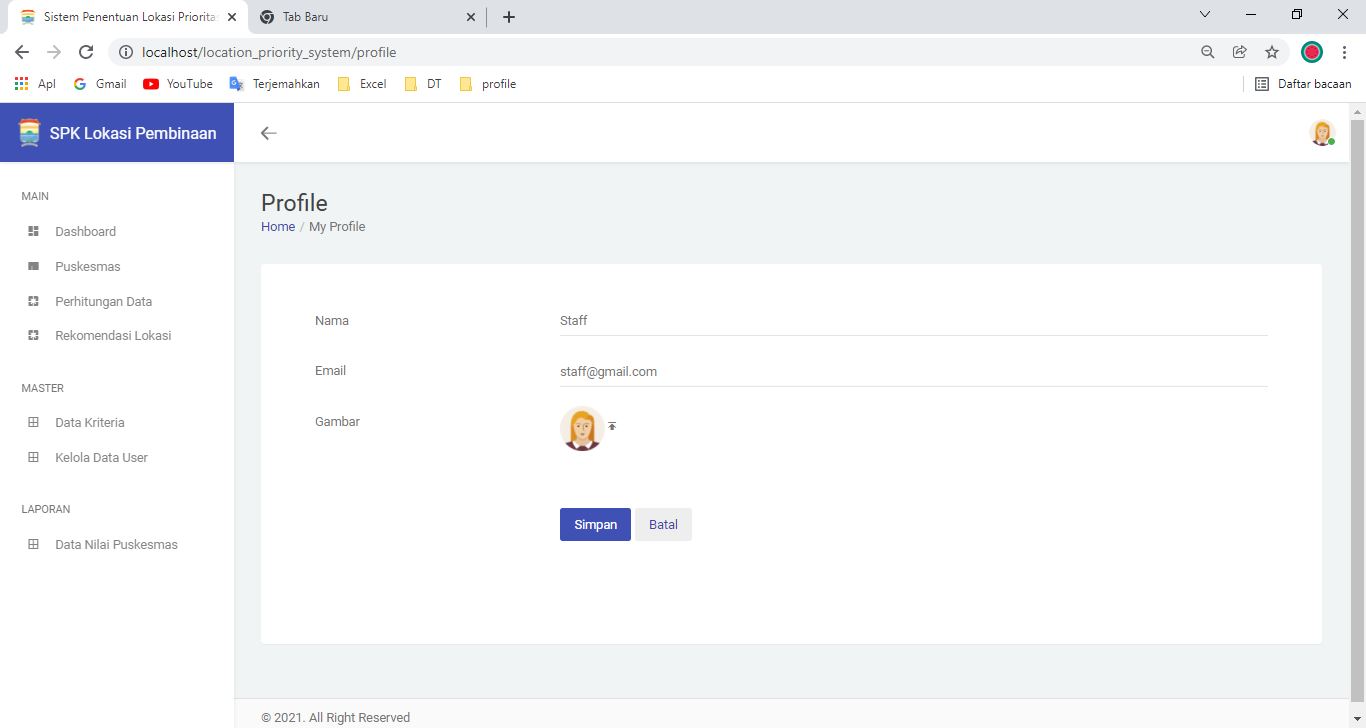 Sistem Penentuan Lokasi Priorita
Tab Baru
localhost/location_priority_system/profile
Apl Gmail YouTube Terjemahkan Excel DT profile Daftar bacaan
SPK Lokasi Pembinaan
MAIN
Dashboard
Puskesmas
Perhitungan Data
Rekomendasi Lokasi
MASTER
Data Kriteria
Kelola Data User
LAPORAN
Data Nilai Puskesmas
Profile
Home / My Profile
Nama Staff
Email staff@gmail.com
Gambar
Simpan Batal
© 2021. All Right Reserved